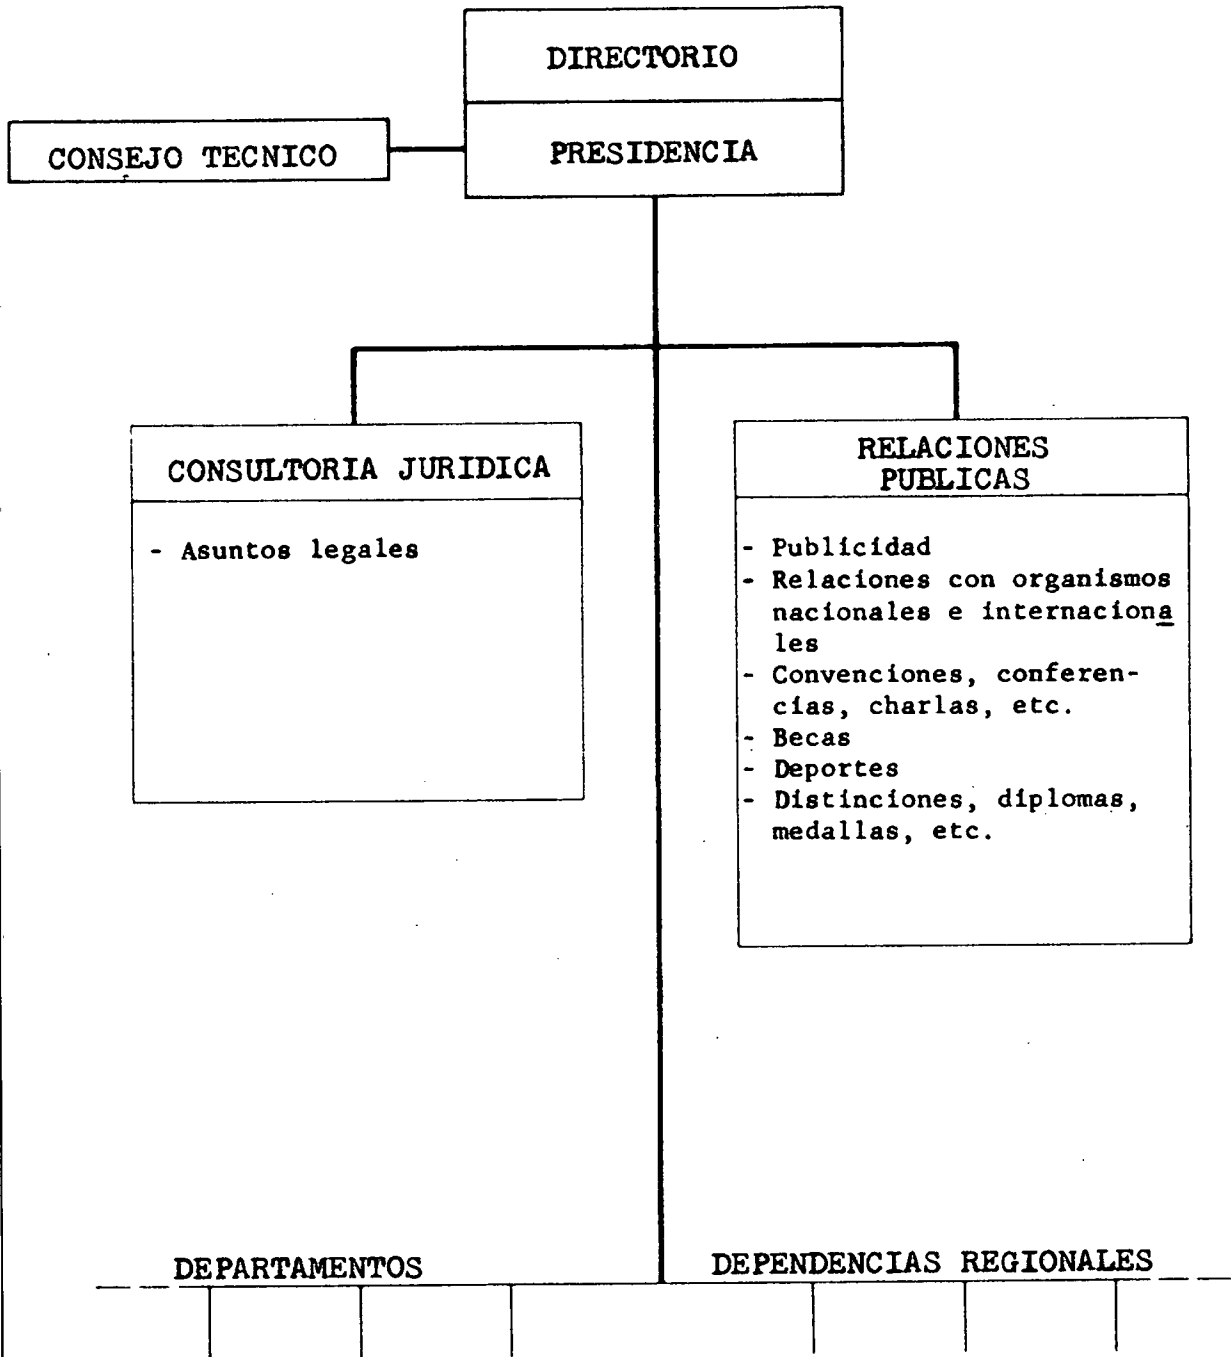 DIRECTORIO
PRESIDENCIA
CONSEJO TECNICO
CONSULTORIA JURIDICA
- Asuntos legales
RELACIONES
PUBLICAS
- Publicidad
- Relaciones con organismos
nacionales e internaciona
les
- Convenciones, conferen-
cias, charlas, etc.
- Becas
- Deportes
- Distinciones, diplomas,
medallas, etc.
DEPARTAMENTOS
DEPENDENCIAS REGIONALES